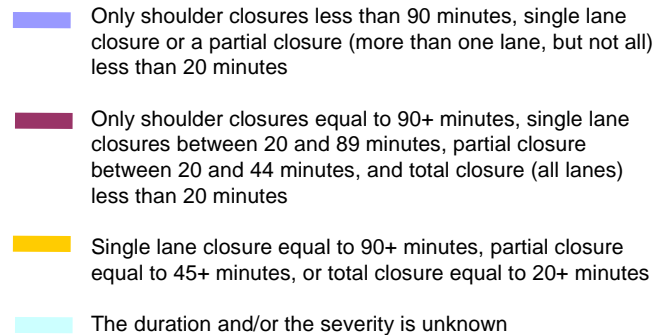 Only shoulder closures less than 90 minutes, single lane
closure or a partial closure (more than one lane, but not all)
less than 20 minutes
Only shoulder closures equal to 90+ minutes, single lane
closures between 20 and 89 minutes, partial closure
between 20 and 44 minutes, and total closure (all lanes)
less than 20 minutes
Single lane closure equal to 90+ minutes, partial closure
equal to 45+ minutes, or total closure equal to 20+ minutes
The duration and/or the severity is unknown